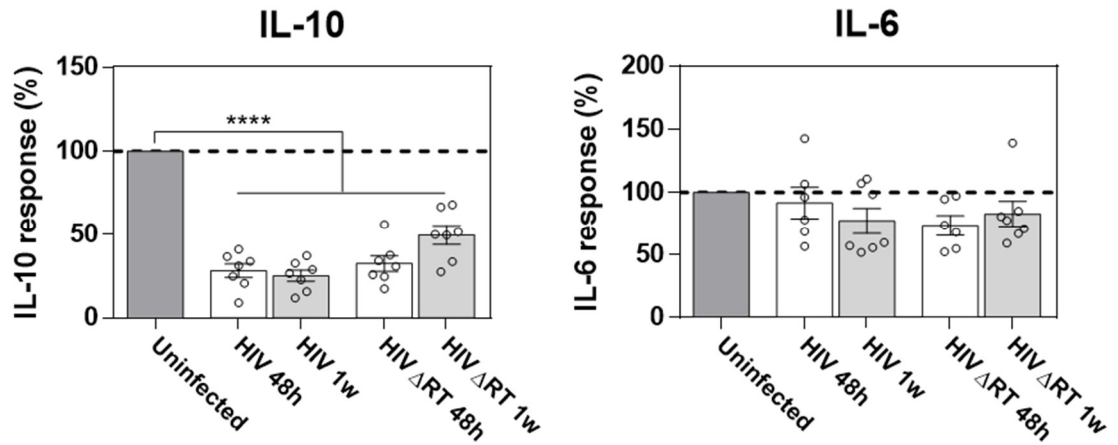 IL-10
IL-10 response (%)
150
100
50
0
****
Uninfected
HIV 48h
HIV 1w
HIV ΔRT 48h
HIV ΔRT 1w
IL-6
IL-6 response (%)
200
150
100
50
0
Uninfected
HIV 48h
HIV 1w
HIV ΔRT 48h
HIV ΔRT 1w